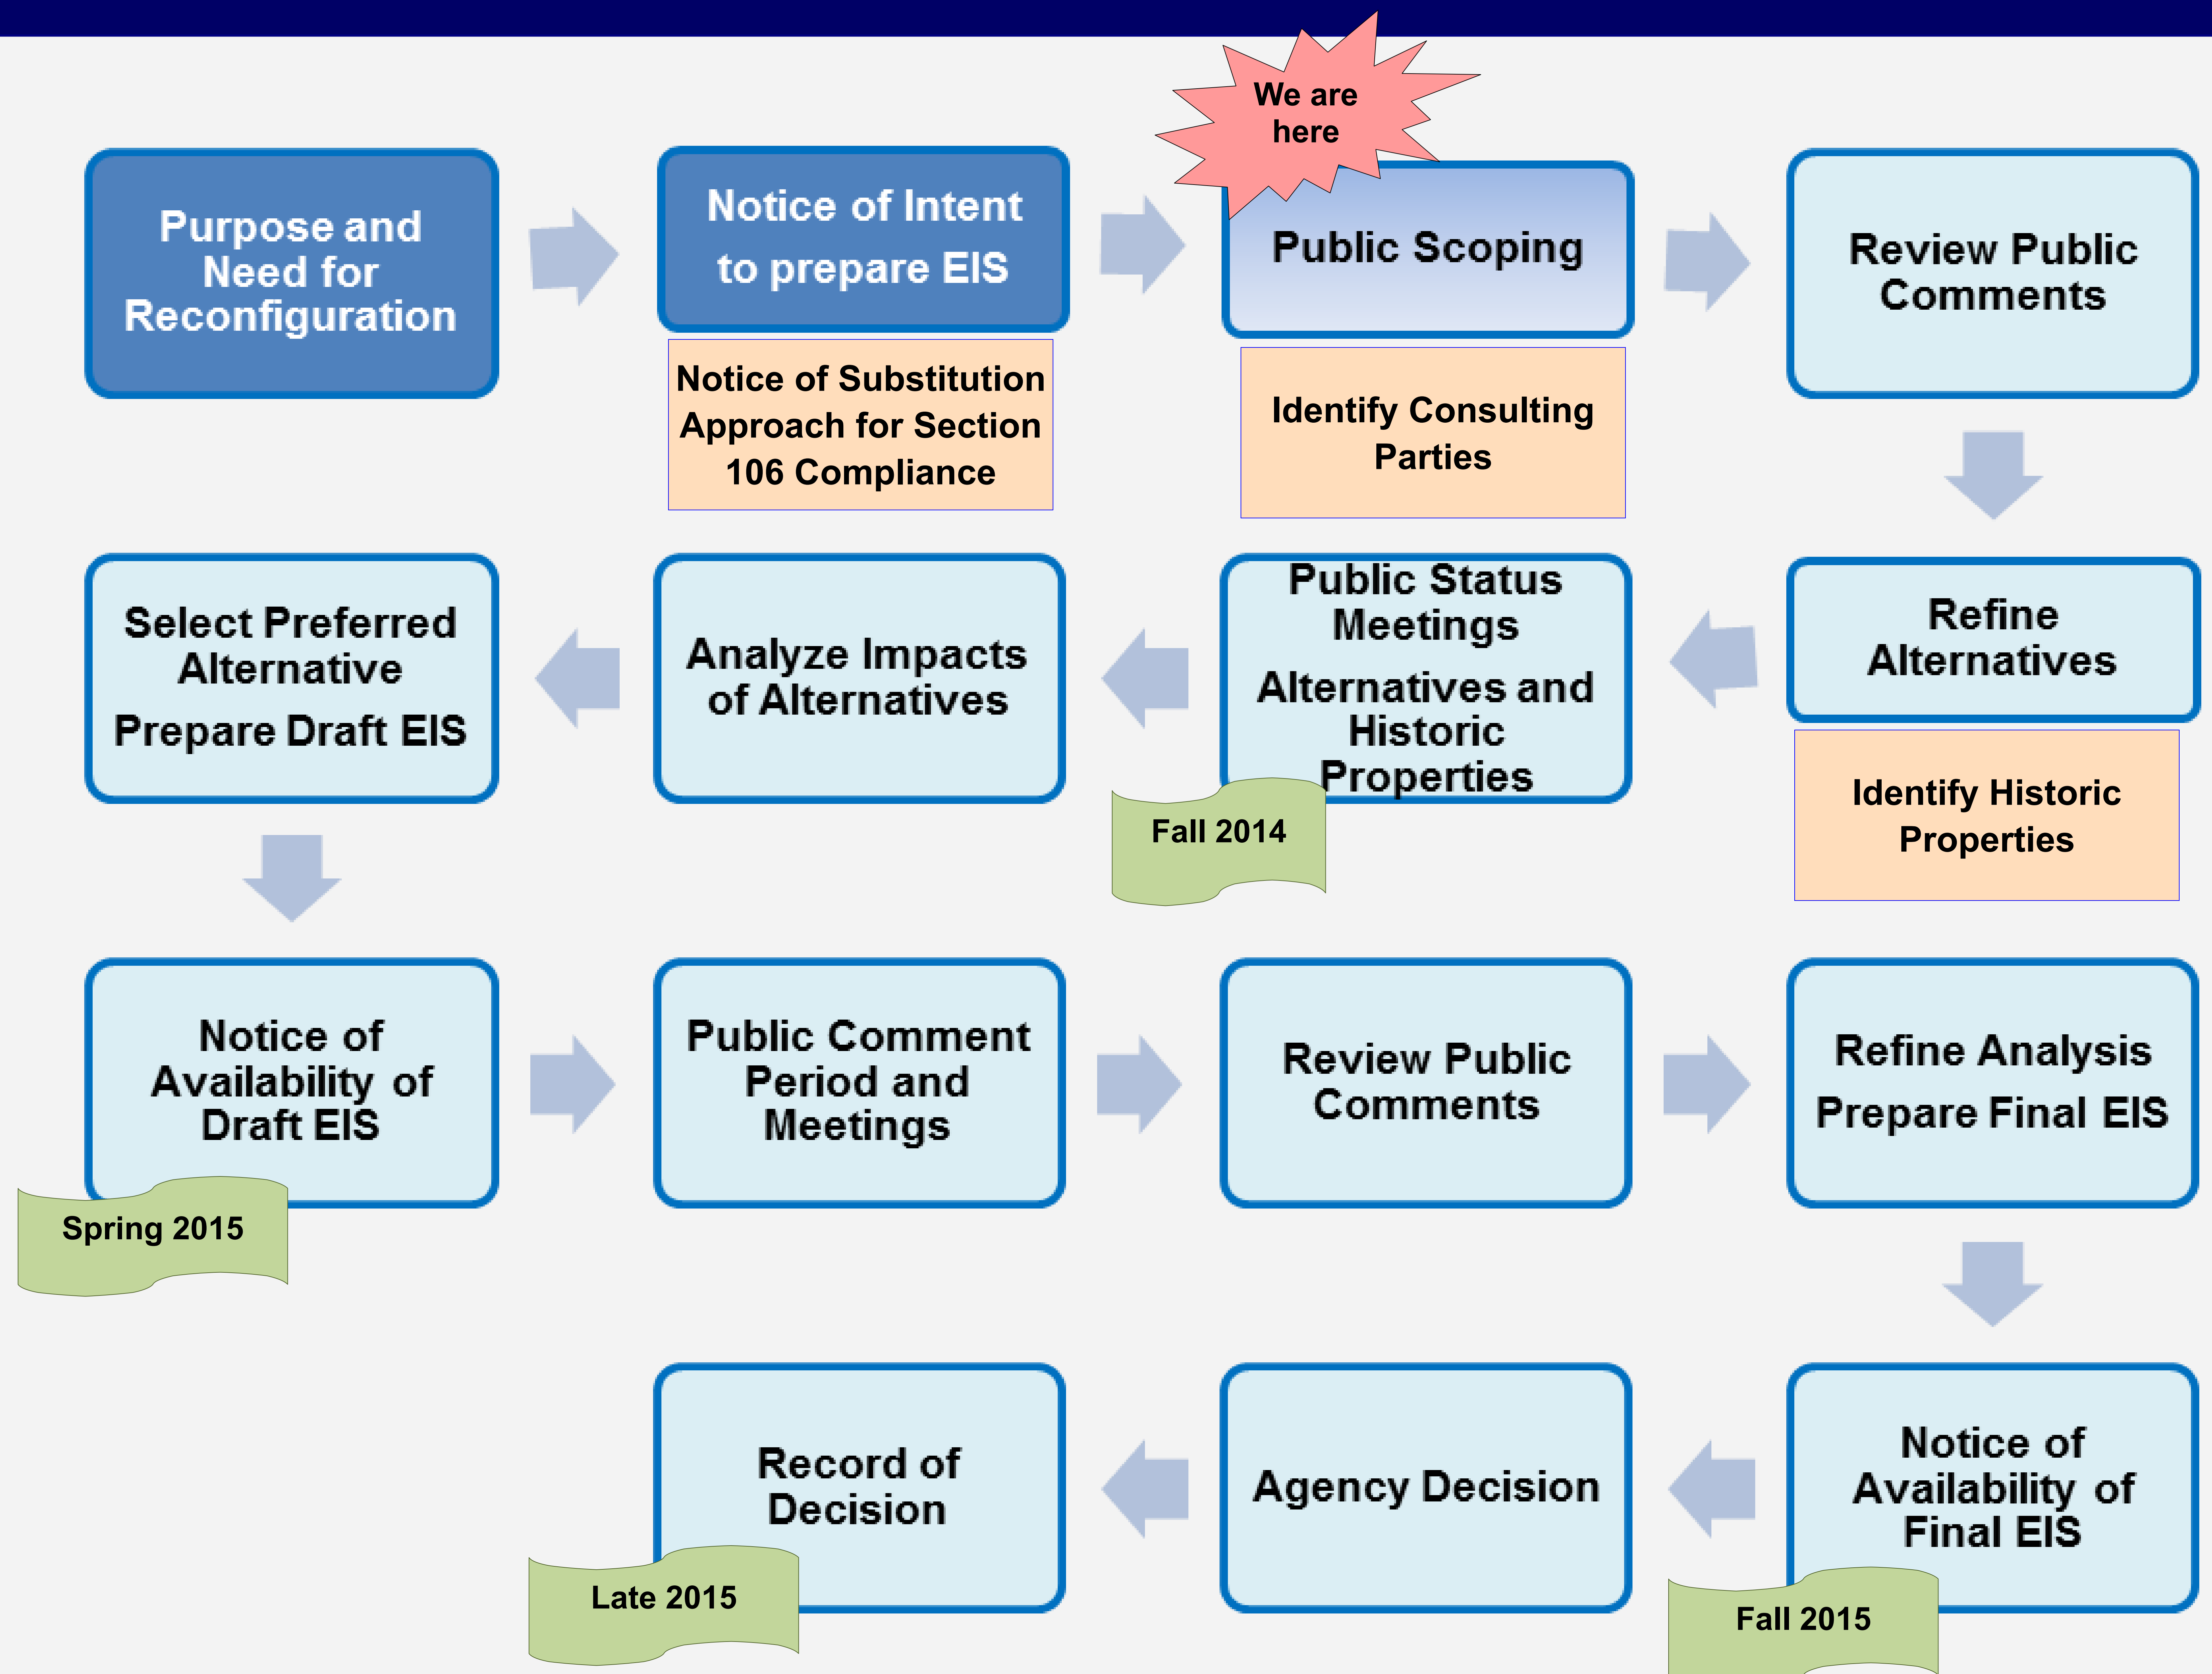 We are
here
Purpose and
Need for
Reconfiguration
Notice of Intent
to prepare EIS
Public Scoping
Review Public
Comments
Notice of Substitution
Approach for Section
106 Compliance
Identify Consulting
Parties
Refine
Alternatives
Identify Historic
Properties
Public Status
Meetings
Alternatives and
Historic
Properties
Fall 2014
Analyze Impacts
of Alternatives
Select Preferred
Alternative
Prepare Draft EIS
Notice of
Availability of
Draft EIS
Spring 2015
Public Comment
Period and
Meetings
Review Public
Comments
Refine Analysis
Prepare Final EIS
Notice of
Availability of
Final EIS
Fall 2015
Agency Decision
Record of
Decision
Late 2015